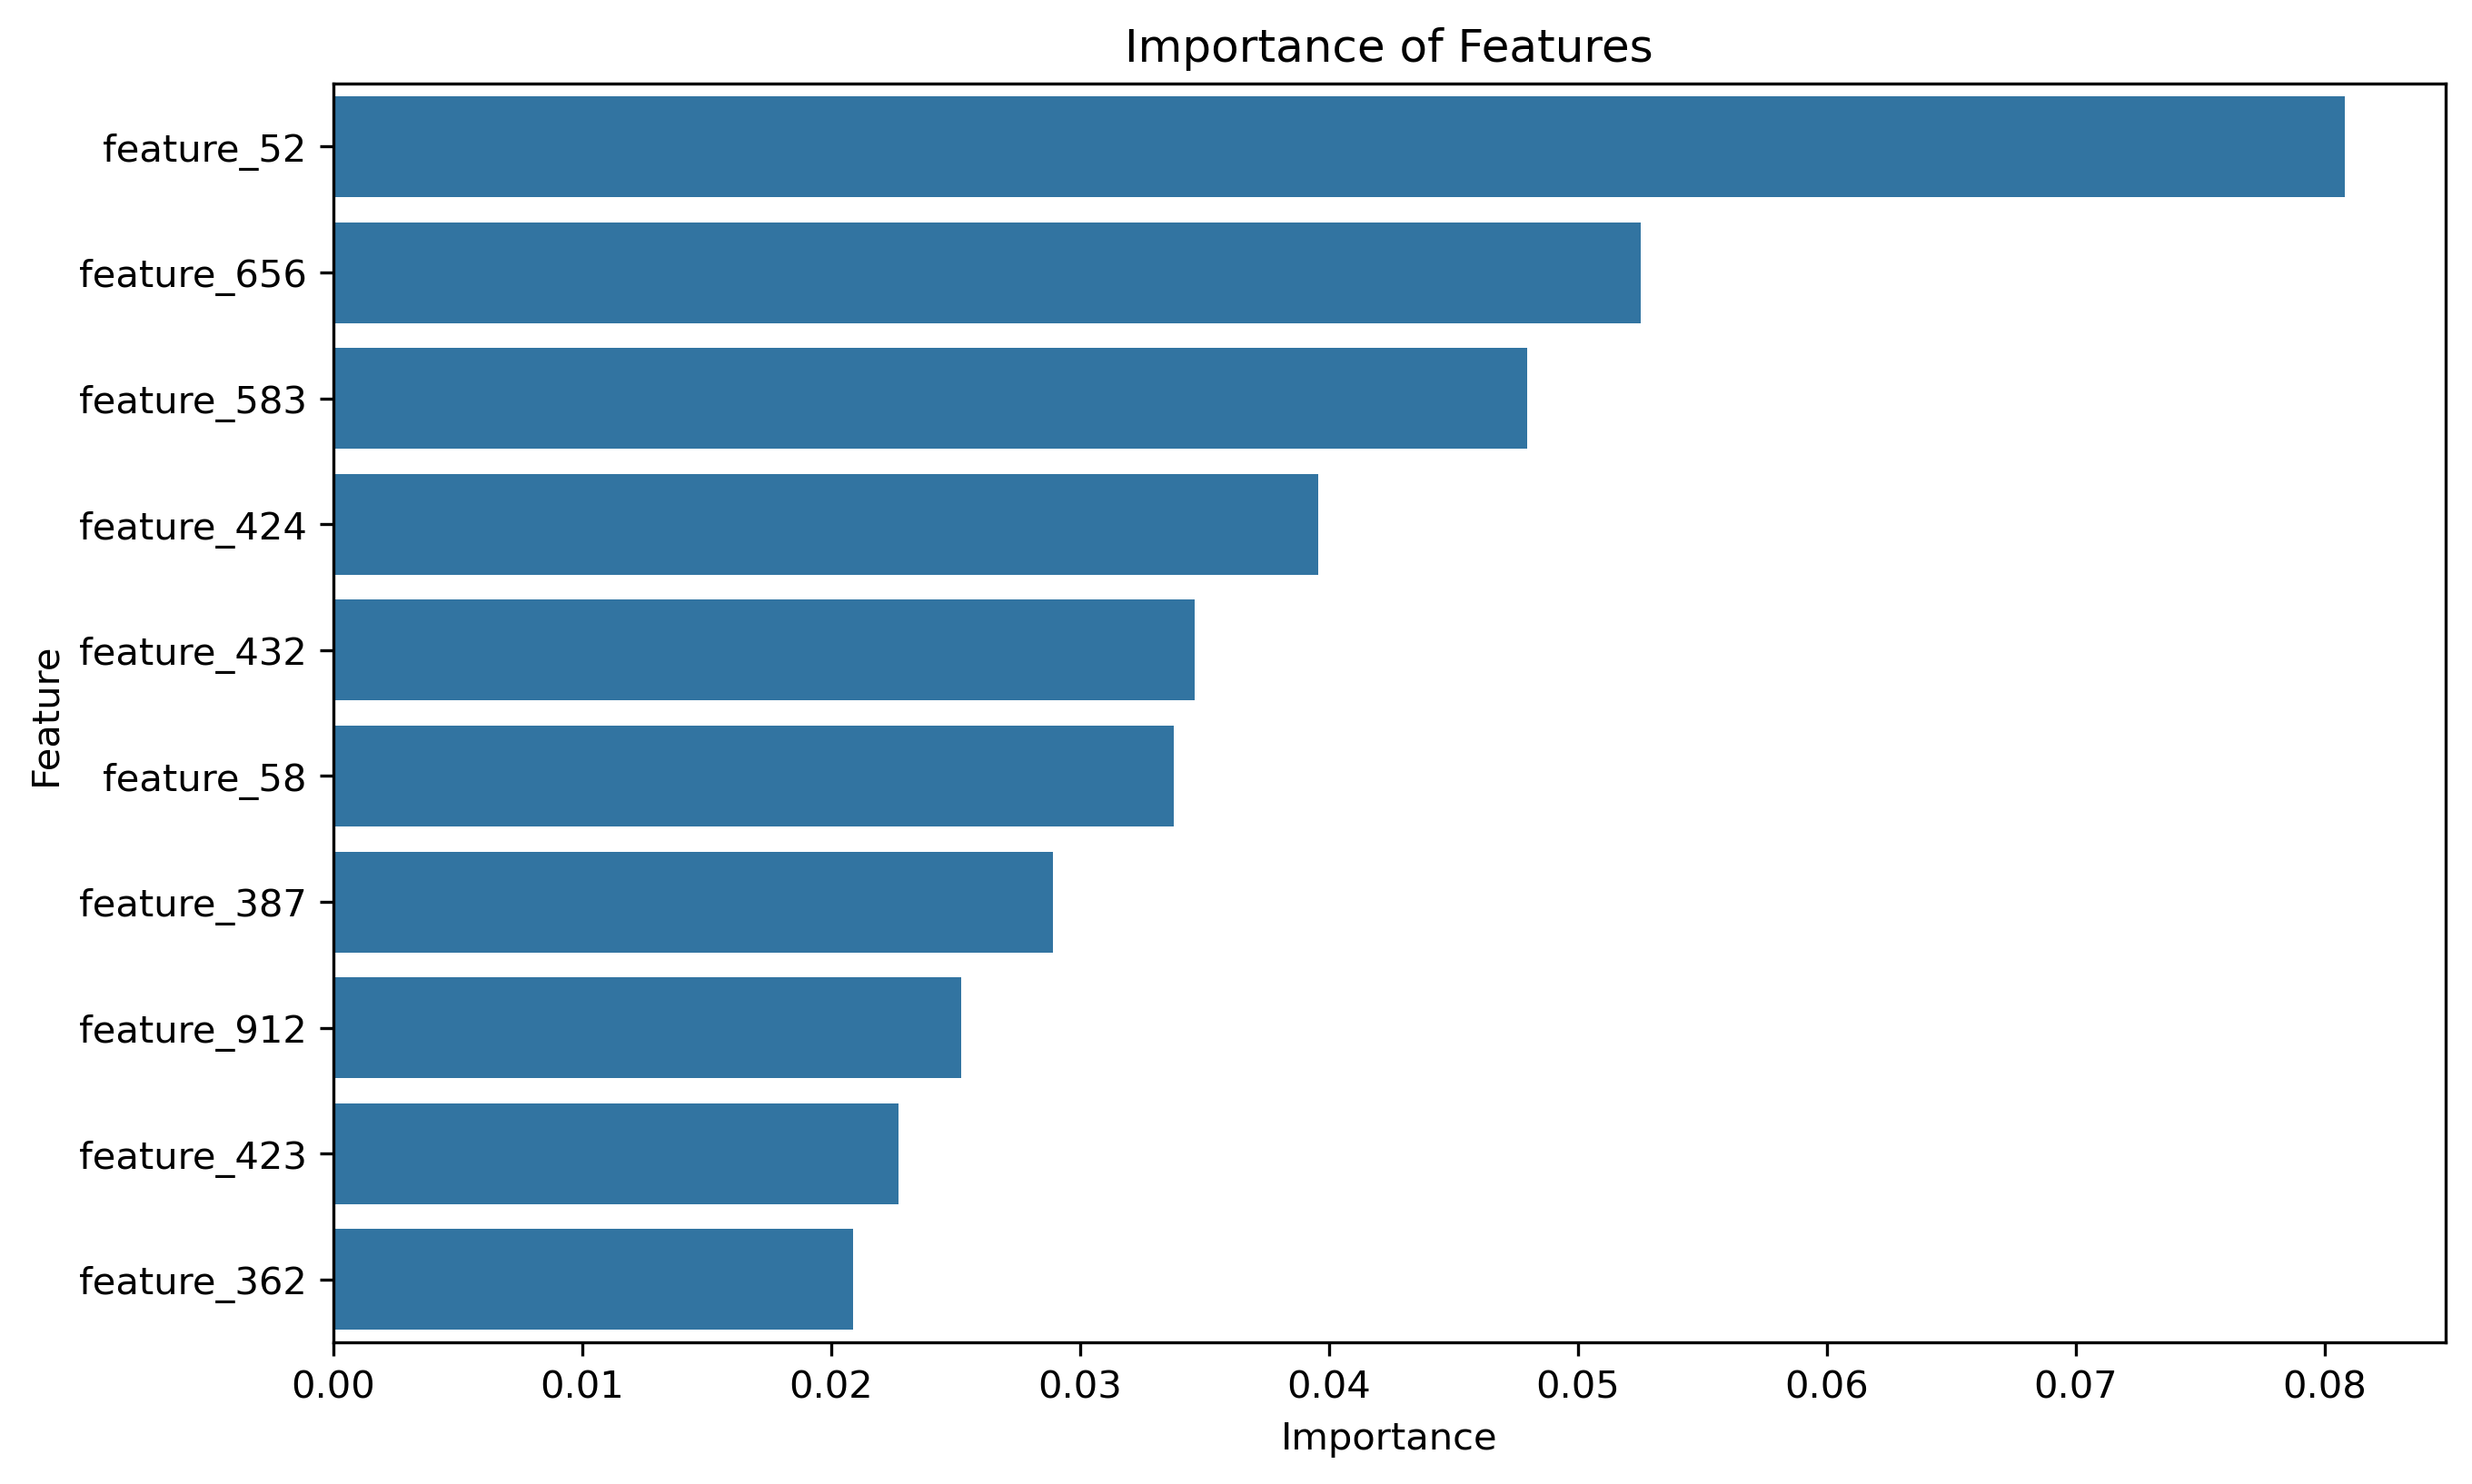 Importance of Features
feature_52
feature_656
feature_583
feature_424
feature_432
feature_58
feature_387
feature_912
feature_423
feature_362
Feature
0.00 0.01 0.02 0.03 0.04 0.05 0.06 0.07 0.08
Importance